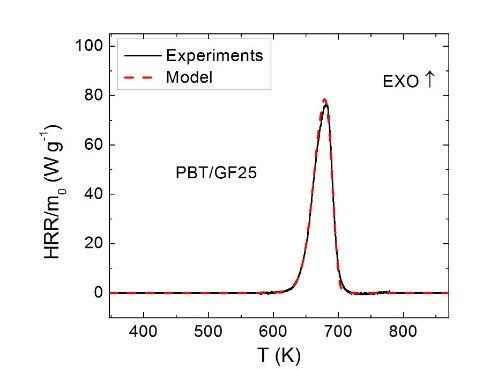 Experiments
Model
EXO ↑
PBT/GF25
HRR/m₀ (W g⁻¹)
100
80
60
40
20
0
400 500 600 700 800
T (K)